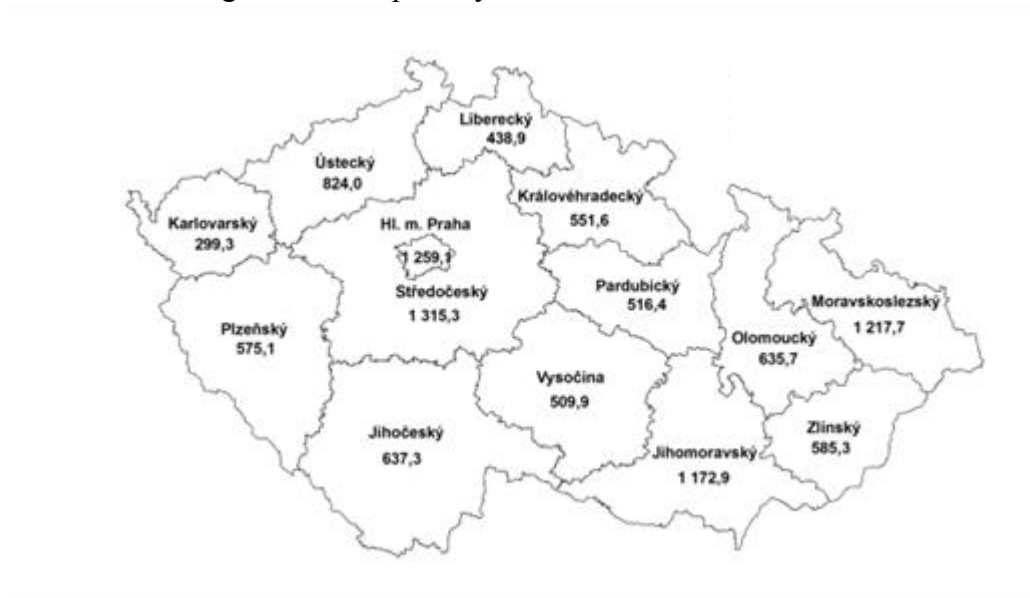 Liberecký
438,9
Ústecký
824,0
Královéhradecký
551,6
Karlovarský
299,3
Hl. m. Praha
1 259,1
Středočeský
1 315,3
Pardubický
516,4
Moravskoslezský
1 217,7
Plzeňský
575,1
Olomoucký
635,7
Vysočina
509,9
Jihočeský
637,3
Zlínský
585,3
Jihomoravský
1 172,9